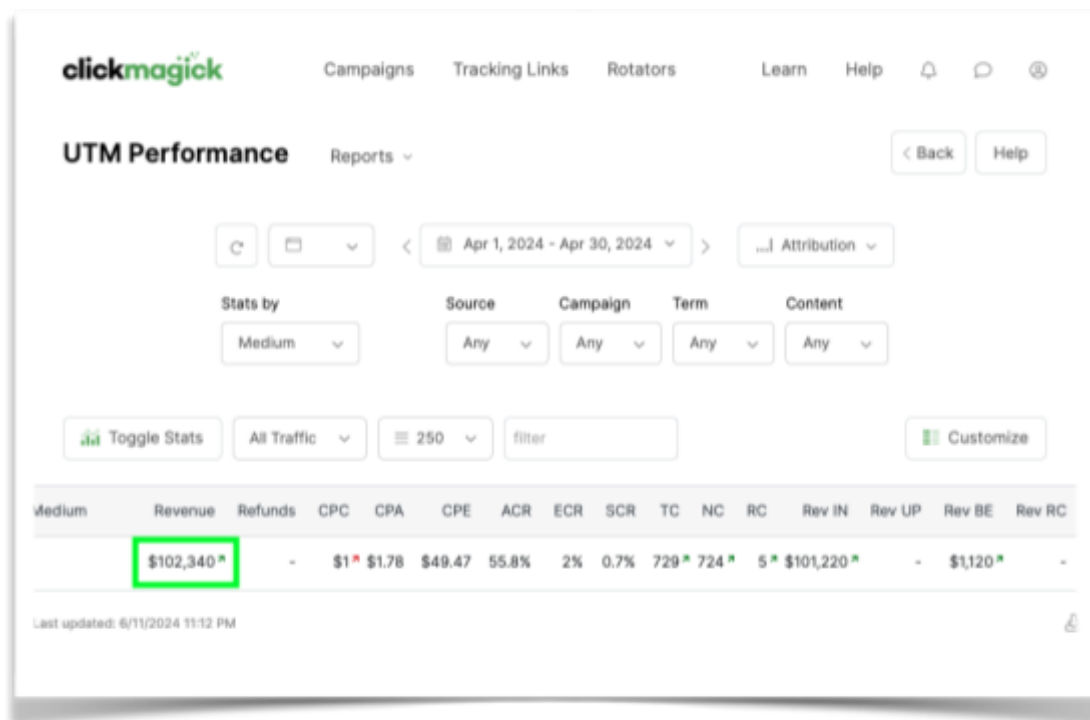 clickmagick Campaigns Tracking Links Rotators Learn Help
UTM Performance Reports < Back Help
Apr 1, 2024 - Apr 30, 2024 ...| Attribution
Stats by Source Campaign Term Content
Medium Any Any Any Any
Toggle Stats All Traffic 250 filter Customize
Medium Revenue Refunds CPC CPA CPE ACR ECR SCR TC NC RC Rev IN Rev UP Rev BE Rev RC
$102,340 - $1 $1.78 $49.47 55.8% 2% 0.7% 729 724 5 $101,220 - $1,120 -
Last updated: 6/11/2024 11:12 PM